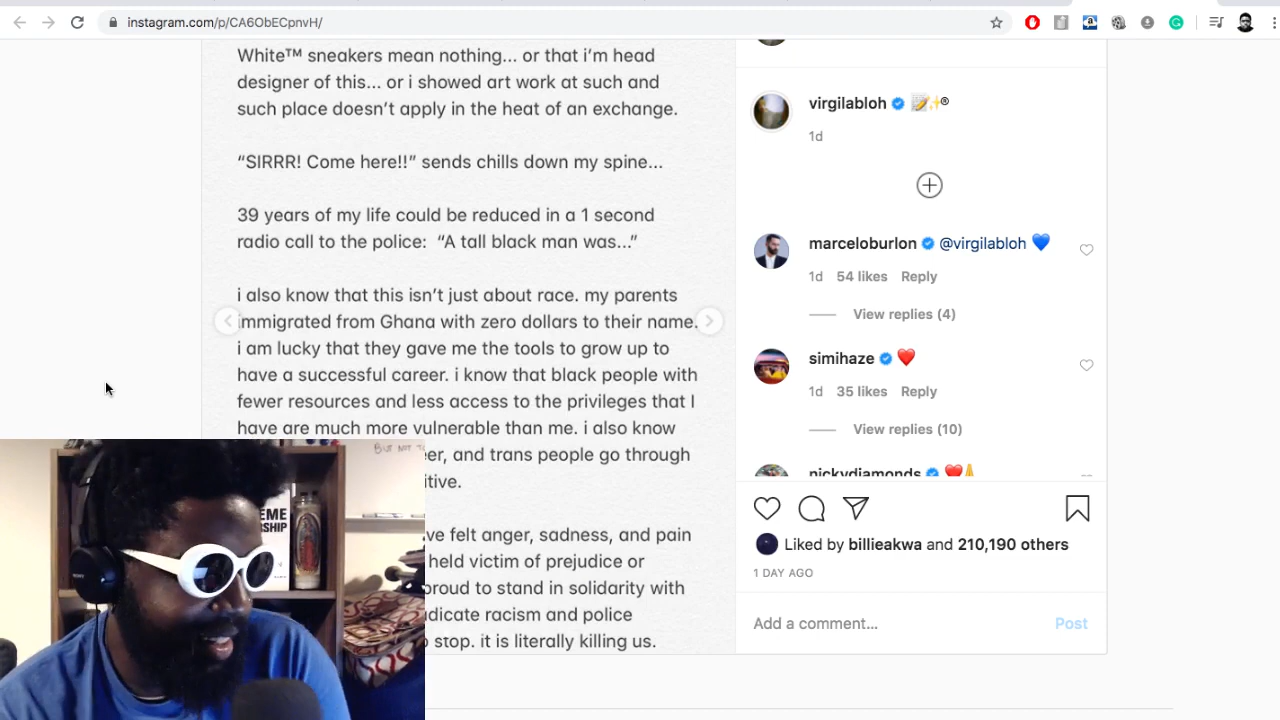 instagram.com/p/CA6ObECpnvH/
White™ sneakers mean nothing... or that i’m head
designer of this... or i showed art work at such and
such place doesn’t apply in the heat of an exchange.
“SIRRR! Come here!!” sends chills down my spine...
39 years of my life could be reduced in a 1 second
radio call to the police:  “A tall black man was...”
i also know that this isn’t just about race. my parents
immigrated from Ghana with zero dollars to their name.
i am lucky that they gave me the tools to grow up to
have a successful career. i know that black people with
fewer resources and less access to the privileges that I
have are much more vulnerable than me. i also know
er, and trans people go through
itive.
ve felt anger, sadness, and pain
held victim of prejudice or
proud to stand in solidarity with
dicate racism and police
stop. it is literally killing us.
virgilabloh 📝✨®
1d
marceloburlon @virgilabloh 💙
1d 54 likes Reply
View replies (4)
simihaze ❤️
1d 35 likes Reply
View replies (10)
nickydiamonds ❤️🙏
Liked by billieakwa and 210,190 others
1 DAY AGO
Add a comment... Post
BUT NOT
EME
SHIP
SONY